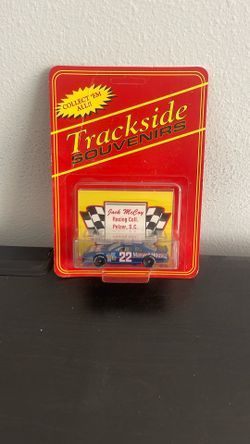 COLLECT 'EM
ALL!!
Trackside
SOUVENIRS
Jack McCoy
Racing Coll.
Pelzer, S.C.
22